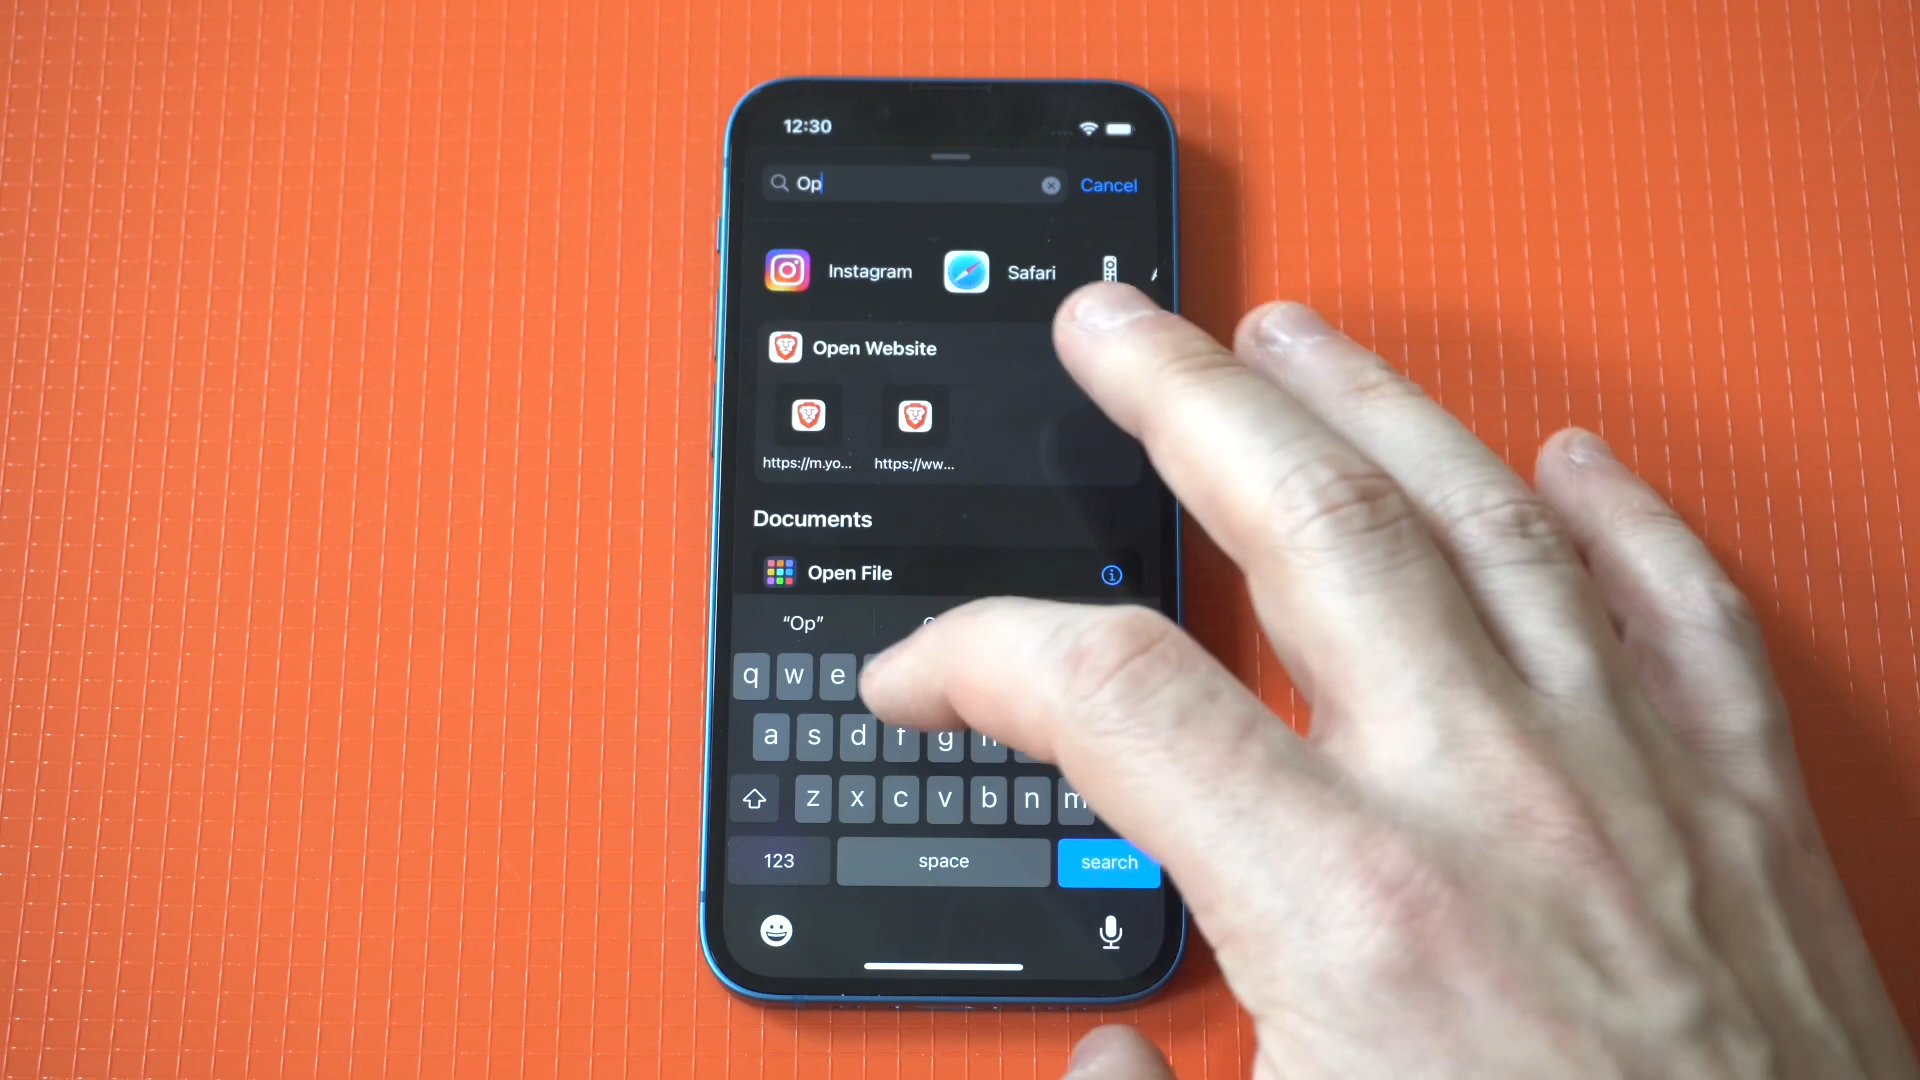 12:30
Op
Cancel
Instagram
Safari
Open Website
https://m.yo...
https://ww...
Documents
Open File
“Op”
q w e
a s d f g h
z x c v b n m
123
space
search